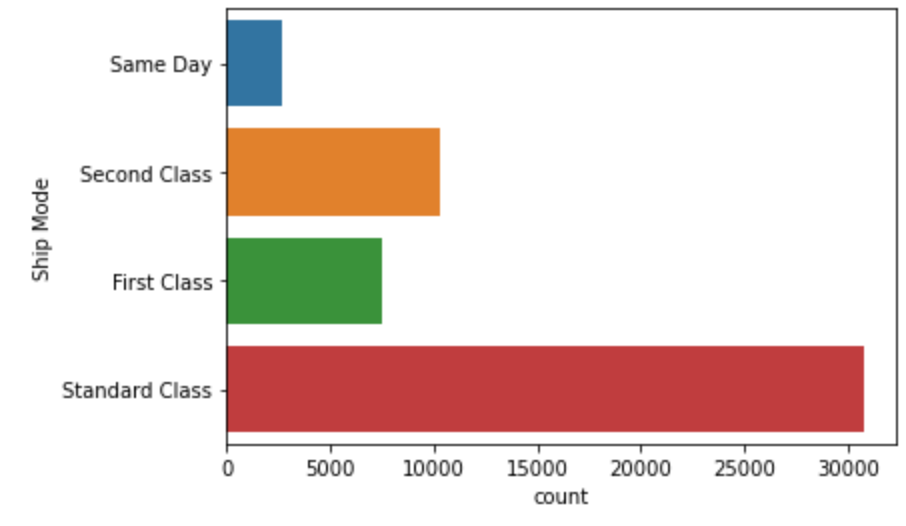 Ship Mode
Same Day
Second Class
First Class
Standard Class
0 5000 10000 15000 20000 25000 30000
count